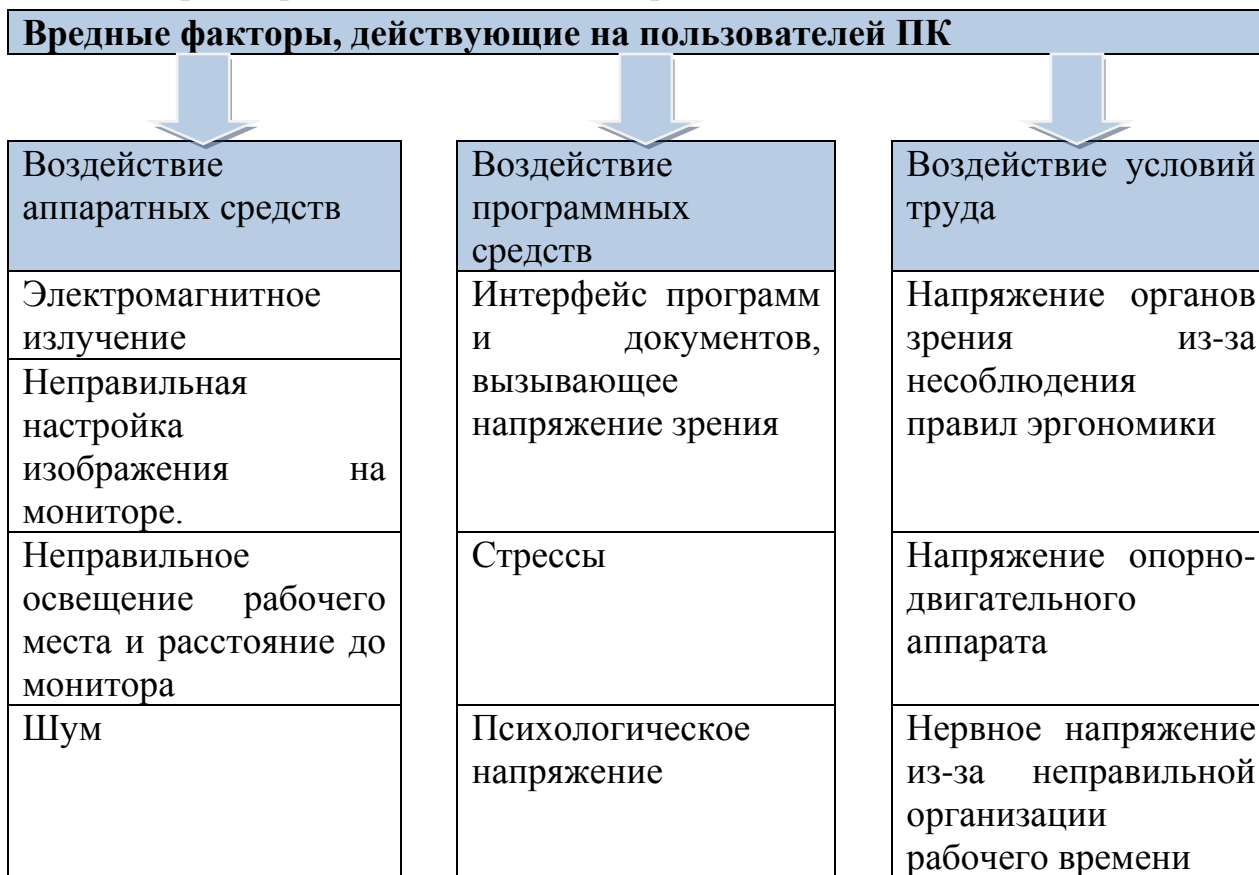 Вредные факторы, действующие на пользователей ПК
Воздействие
аппаратных средств
Электромагнитное
излучение
Неправильная
настройка
изображения на
мониторе.
Неправильное
освещение рабочего
места и расстояние до
монитора
Шум
Воздействие
программных
средств
Интерфейс программ
и документов,
вызывающее
напряжение зрения
Стрессы
Психологическое
напряжение
Воздействие условий
труда
Напряжение органов
зрения из-за
несоблюдения
правил эргономики
Напряжение опорно-
двигательного
аппарата
Нервное напряжение
из-за неправильной
организации
рабочего времени